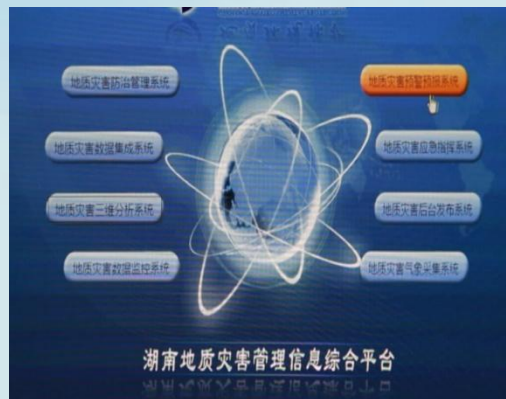 地质灾害防治管理系统
地质灾害预警预报系统
地质灾害数据集成系统
地质灾害应急指挥系统
地质灾害三维分析系统
地质灾害后台发布系统
地质灾害数据监控系统
地质灾害气象采集系统
湖南地质灾害管理信息综合平台